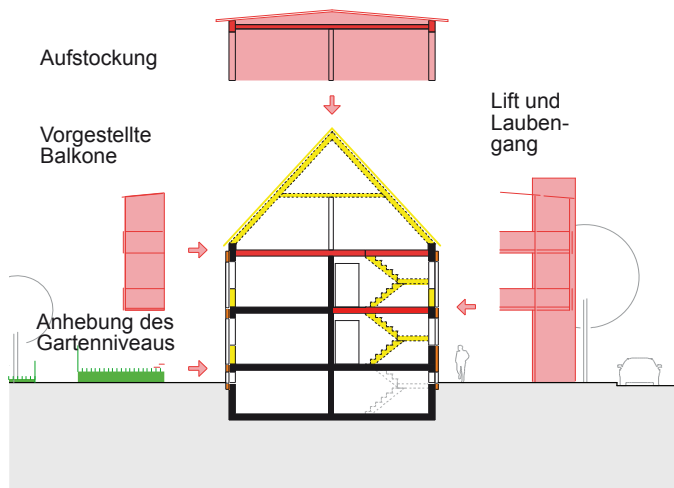 Aufstockung
Lift und
Lauben-
gang
Vorgestellte
Balkone
Anhebung des
Gartenniveaus